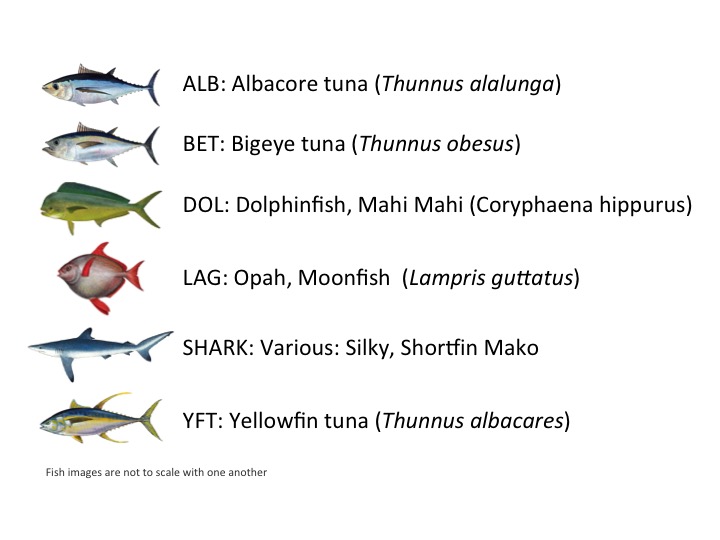 ALB: Albacore tuna (Thunnus alalunga)
BET: Bigeye tuna (Thunnus obesus)
DOL: Dolphinfish, Mahi Mahi (Coryphaena hippurus)
LAG: Opah, Moonfish (Lampris guttatus)
SHARK: Various: Silky, Shortfin Mako
YFT: Yellowfin tuna (Thunnus albacares)
Fish images are not to scale with one another